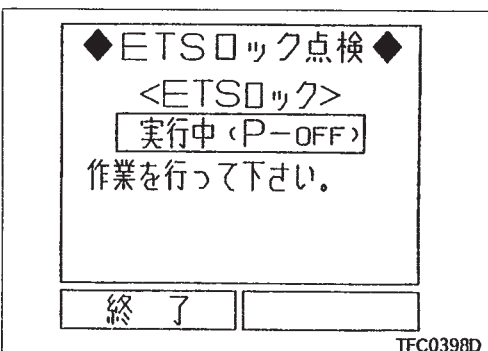 ◆ETSロック点検◆
<ETSロック>
実行中(P-OFF)
作業を行って下さい。
終 了
TFC0398D